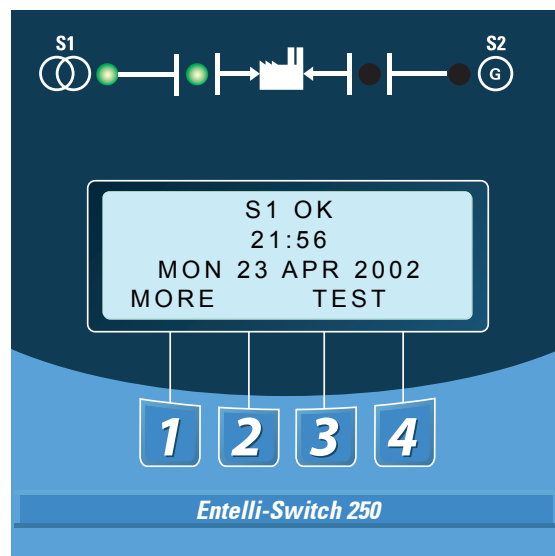 S1
S2
G
S1 OK
21:56
MON 23 APR 2002
MORE TEST
1 2 3 4
Entelli-Switch 250